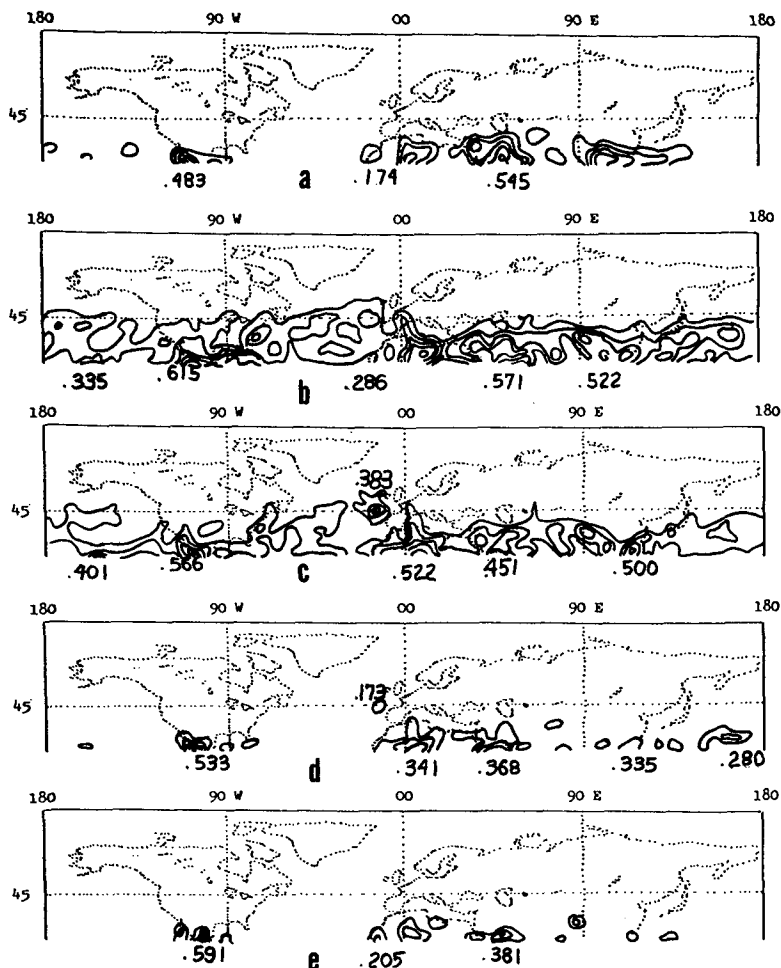 180 90 W 00 90 E 180
45
.483 a .174 .545
180 90 W 00 90 E 180
45
.335 .615 b .286 .571 .522
180 90 W 00 90 E 180
.383
45
.401 .566 c .522 .451 .500
180 90 W 00 90 E 180
.173
45
.533 d .341 .368 .335 .280
180 90 W 00 90 E 180
45
.591 e .205 .381